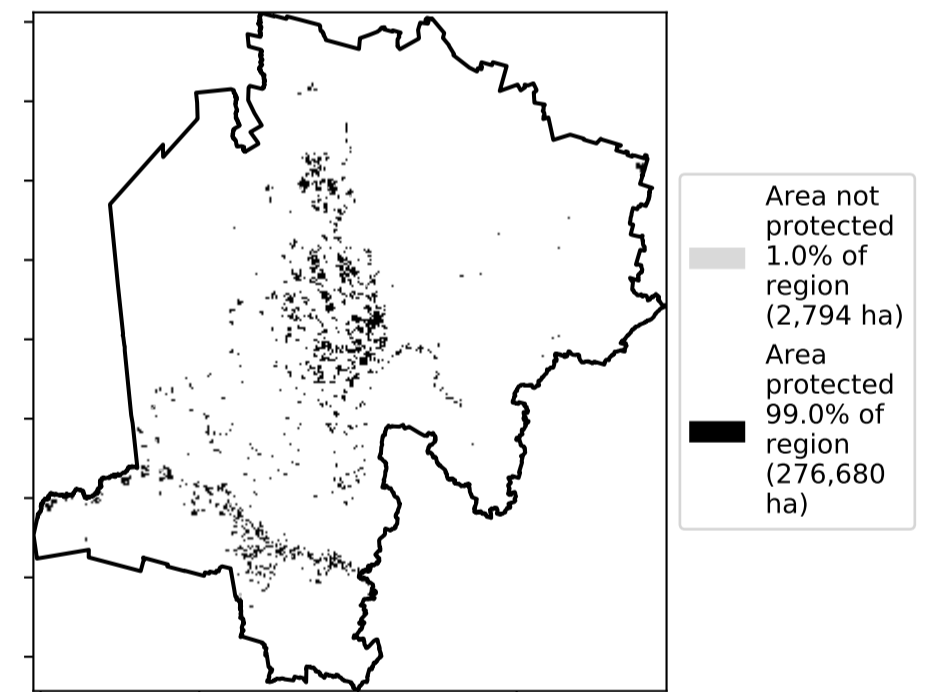 Area not
protected
1.0% of
region
(2,794 ha)
Area
protected
99.0% of
region
(276,680
ha)